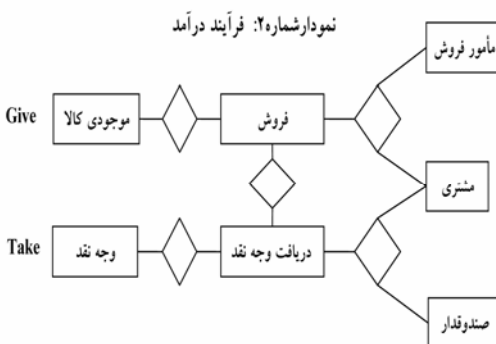 نمودارشماره۲: فرآیند درآمد
مأمور فروش
Give
موجودی کالا
فروش
مشتری
Take
وجه نقد
دریافت وجه نقد
صندوقدار